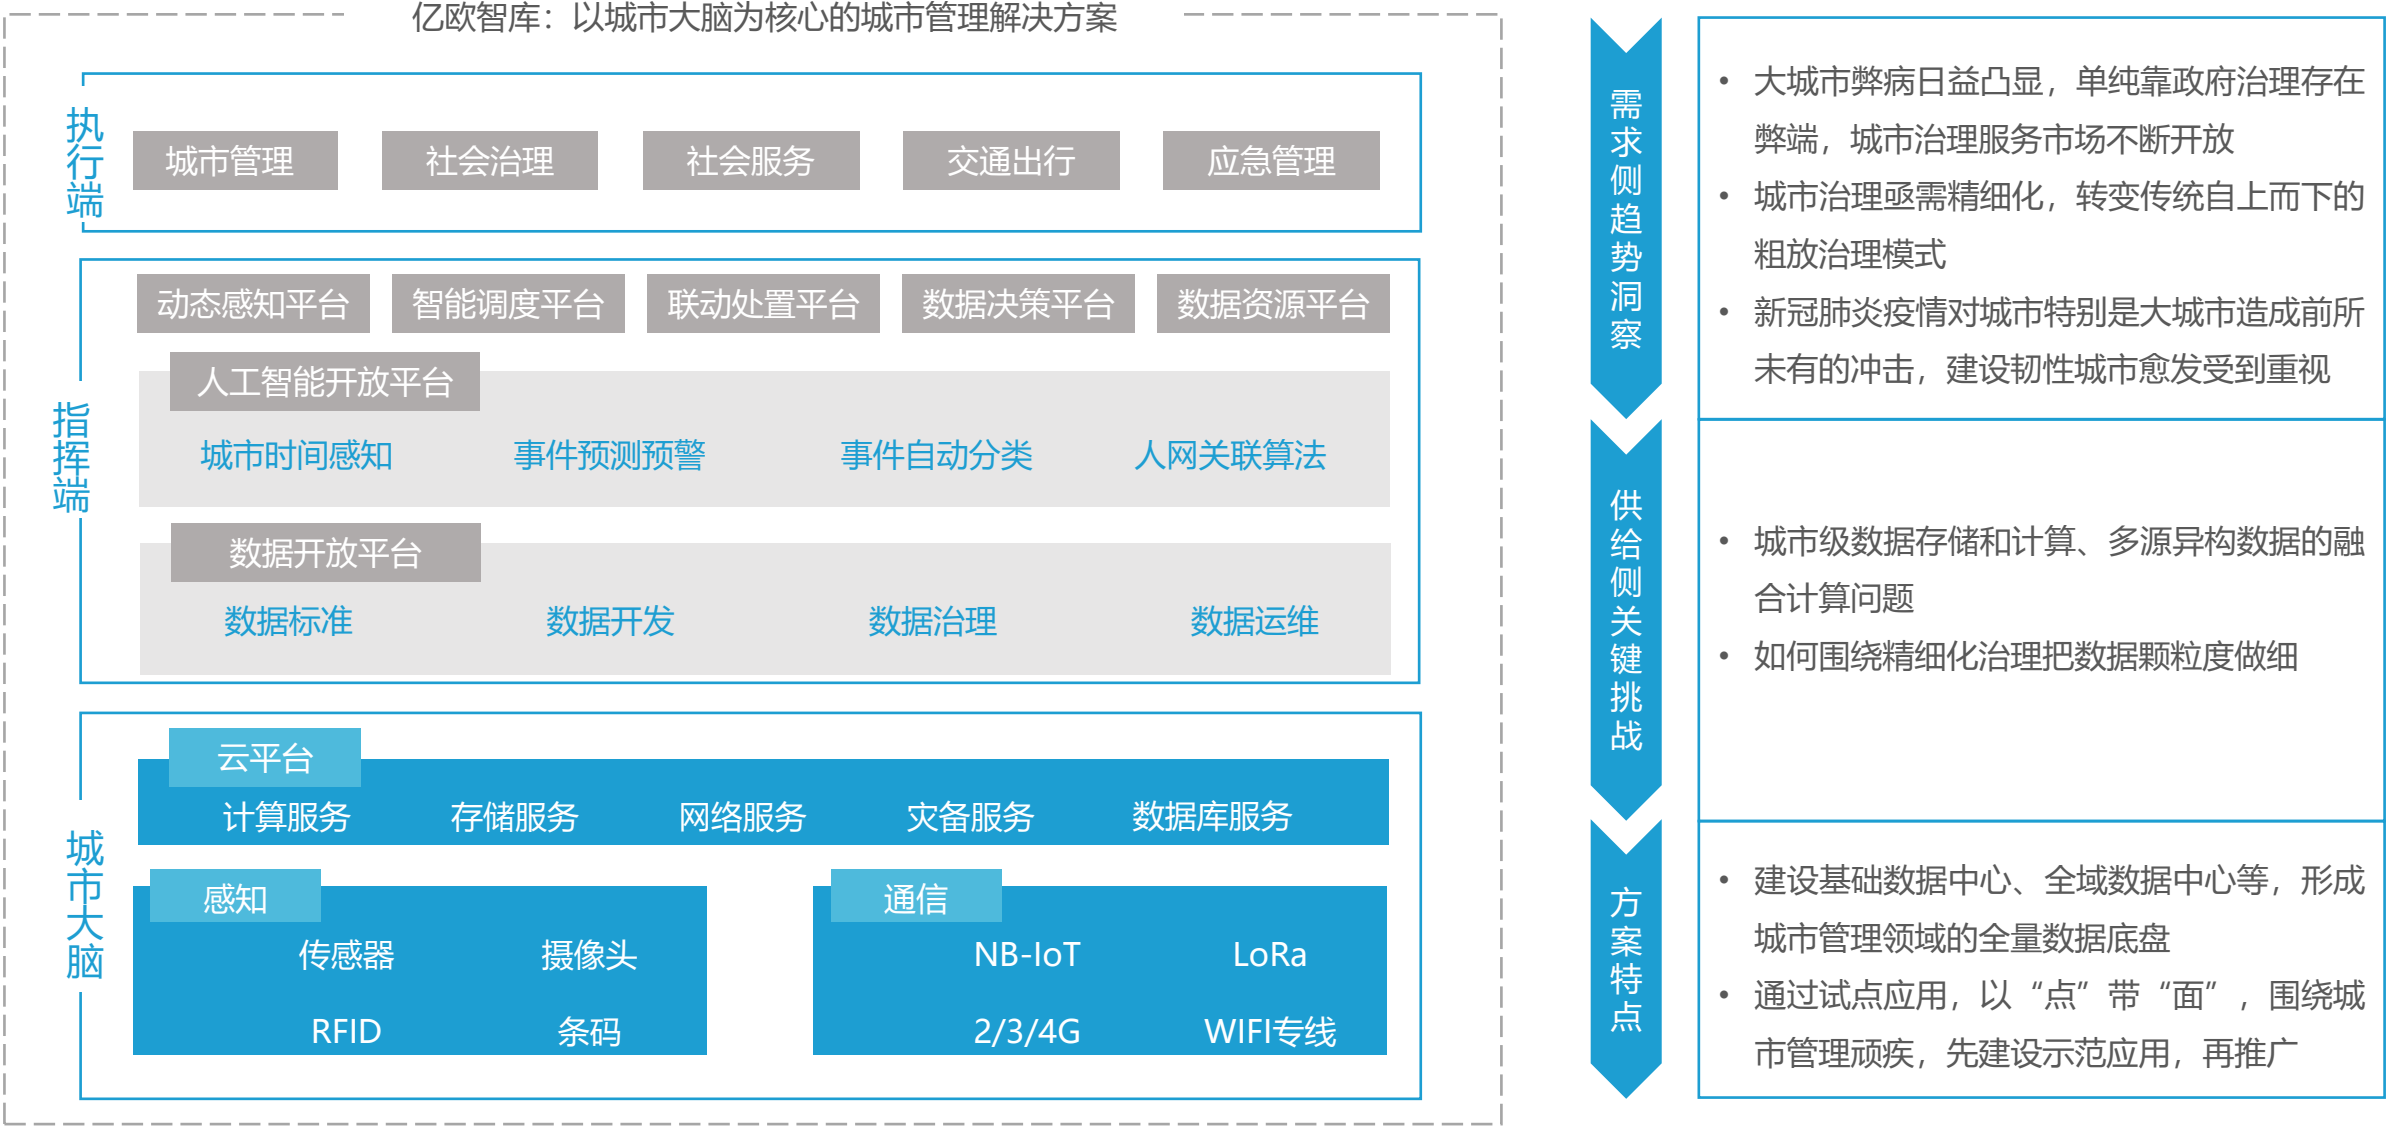 亿欧智库：以城市大脑为核心的城市管理解决方案
执行端
城市管理
社会治理
社会服务
交通出行
应急管理
指挥端
动态感知平台
智能调度平台
联动处置平台
数据决策平台
数据资源平台
人工智能开放平台
城市时间感知
事件预测预警
事件自动分类
人网关联算法
数据开放平台
数据标准
数据开发
数据治理
数据运维
城市大脑
云平台
计算服务
存储服务
网络服务
灾备服务
数据库服务
感知
传感器
摄像头
RFID
条码
通信
NB-IoT
LoRa
2/3/4G
WIFI专线
需求侧趋势洞察
• 大城市弊病日益凸显，单纯靠政府治理存在
弊端，城市治理服务市场不断开放
• 城市治理亟需精细化，转变传统自上而下的
粗放治理模式
• 新冠肺炎疫情对城市特别是大城市造成前所
未有的冲击，建设韧性城市愈发受到重视
供给侧关键挑战
• 城市级数据存储和计算、多源异构数据的融
合计算问题
• 如何围绕精细化治理把数据颗粒度做细
方案特点
• 建设基础数据中心、全域数据中心等，形成
城市管理领域的全量数据底盘
• 通过试点应用，以“点”带“面”，围绕城
市管理顽疾，先建设示范应用，再推广